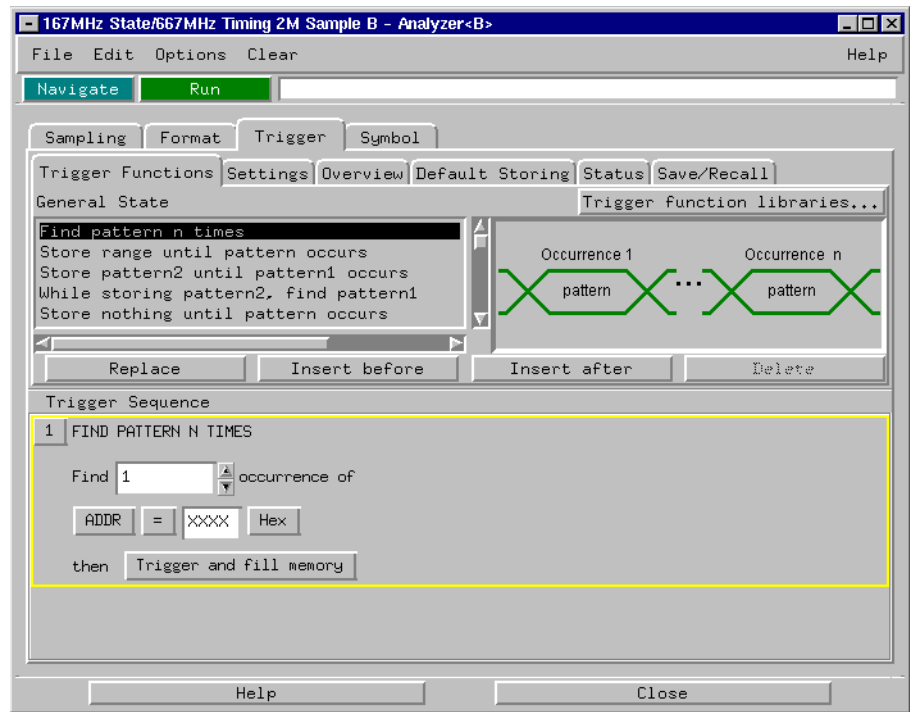 167MHz State/667MHz Timing 2M Sample B - Analyzer<B>
File Edit Options Clear Help
Navigate Run
Sampling Format Trigger Symbol
Trigger Functions Settings Overview Default Storing Status Save/Recall
General State Trigger function libraries...
Find pattern n times
Store range until pattern occurs
Store pattern2 until pattern1 occurs
While storing pattern2, find pattern1
Store nothing until pattern occurs
Occurrence 1 Occurrence n
pattern ... pattern
Replace Insert before Insert after Delete
Trigger Sequence
1 FIND PATTERN N TIMES
Find 1 occurrence of
ADDR = XXXX Hex
then Trigger and fill memory
Help Close